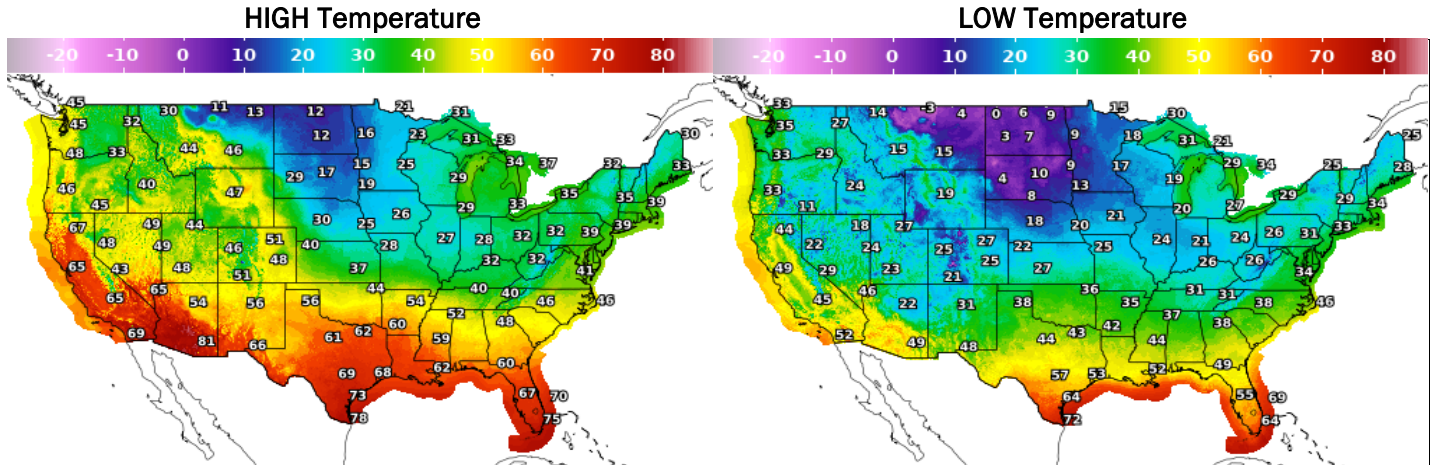 HIGH Temperature LOW Temperature
-20 -10 0 10 20 30 40 50 60 70 80 -20 -10 0 10 20 30 40 50 60 70 80
45 30 11 13 12 21 31 33 14 -3 4 0 6 9 15 30
45 32 12 16 23 31 33 30 35 27 3 7 9 18 31 21 25
48 33 44 46 15 25 34 37 32 33 33 29 15 15 9 17 29 34 25 28
46 40 47 29 17 19 29 35 35 39 33 24 19 4 10 13 19 29 29 34
45 29 33 11 8 20 27
67 49 44 30 25 26 39 44 18 27 18 20 21 33
48 49 46 51 40 28 27 28 32 32 39 22 24 25 27 22 25 24 21 24 26 31
65 43 48 51 48 37 32 32 41 49 29 23 21 25 27 26 26 34
65 65 54 56 56 44 54 40 40 46 46 45 46 22 31 38 36 35 31 31 38 46
69 81 66 61 62 60 52 59 48 52 49 48 44 43 42 37 44 38
69 68 62 60 57 53 52 49
73 67 70 64 55 69
78 75 72 64